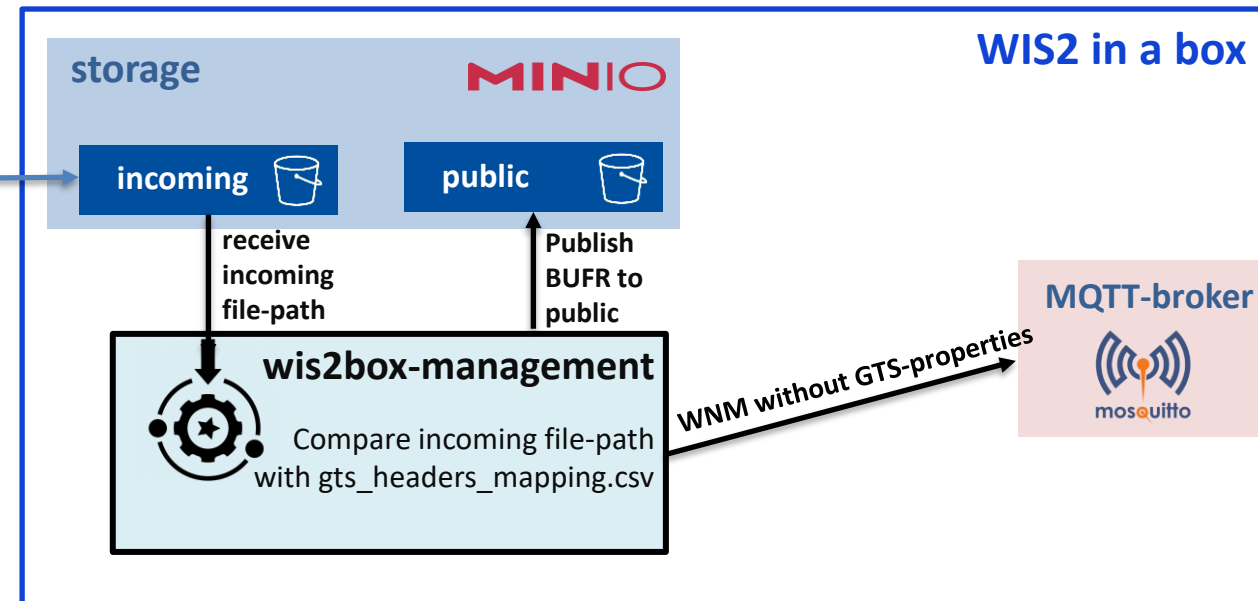 WIS2 in a box
storage
MINIO
incoming
public
receive
incoming
file-path
Publish
BUFR to
public
MQTT-broker
mosquitto
WNM without GTS-properties
wis2box-management
Compare incoming file-path
with gts_headers_mapping.csv